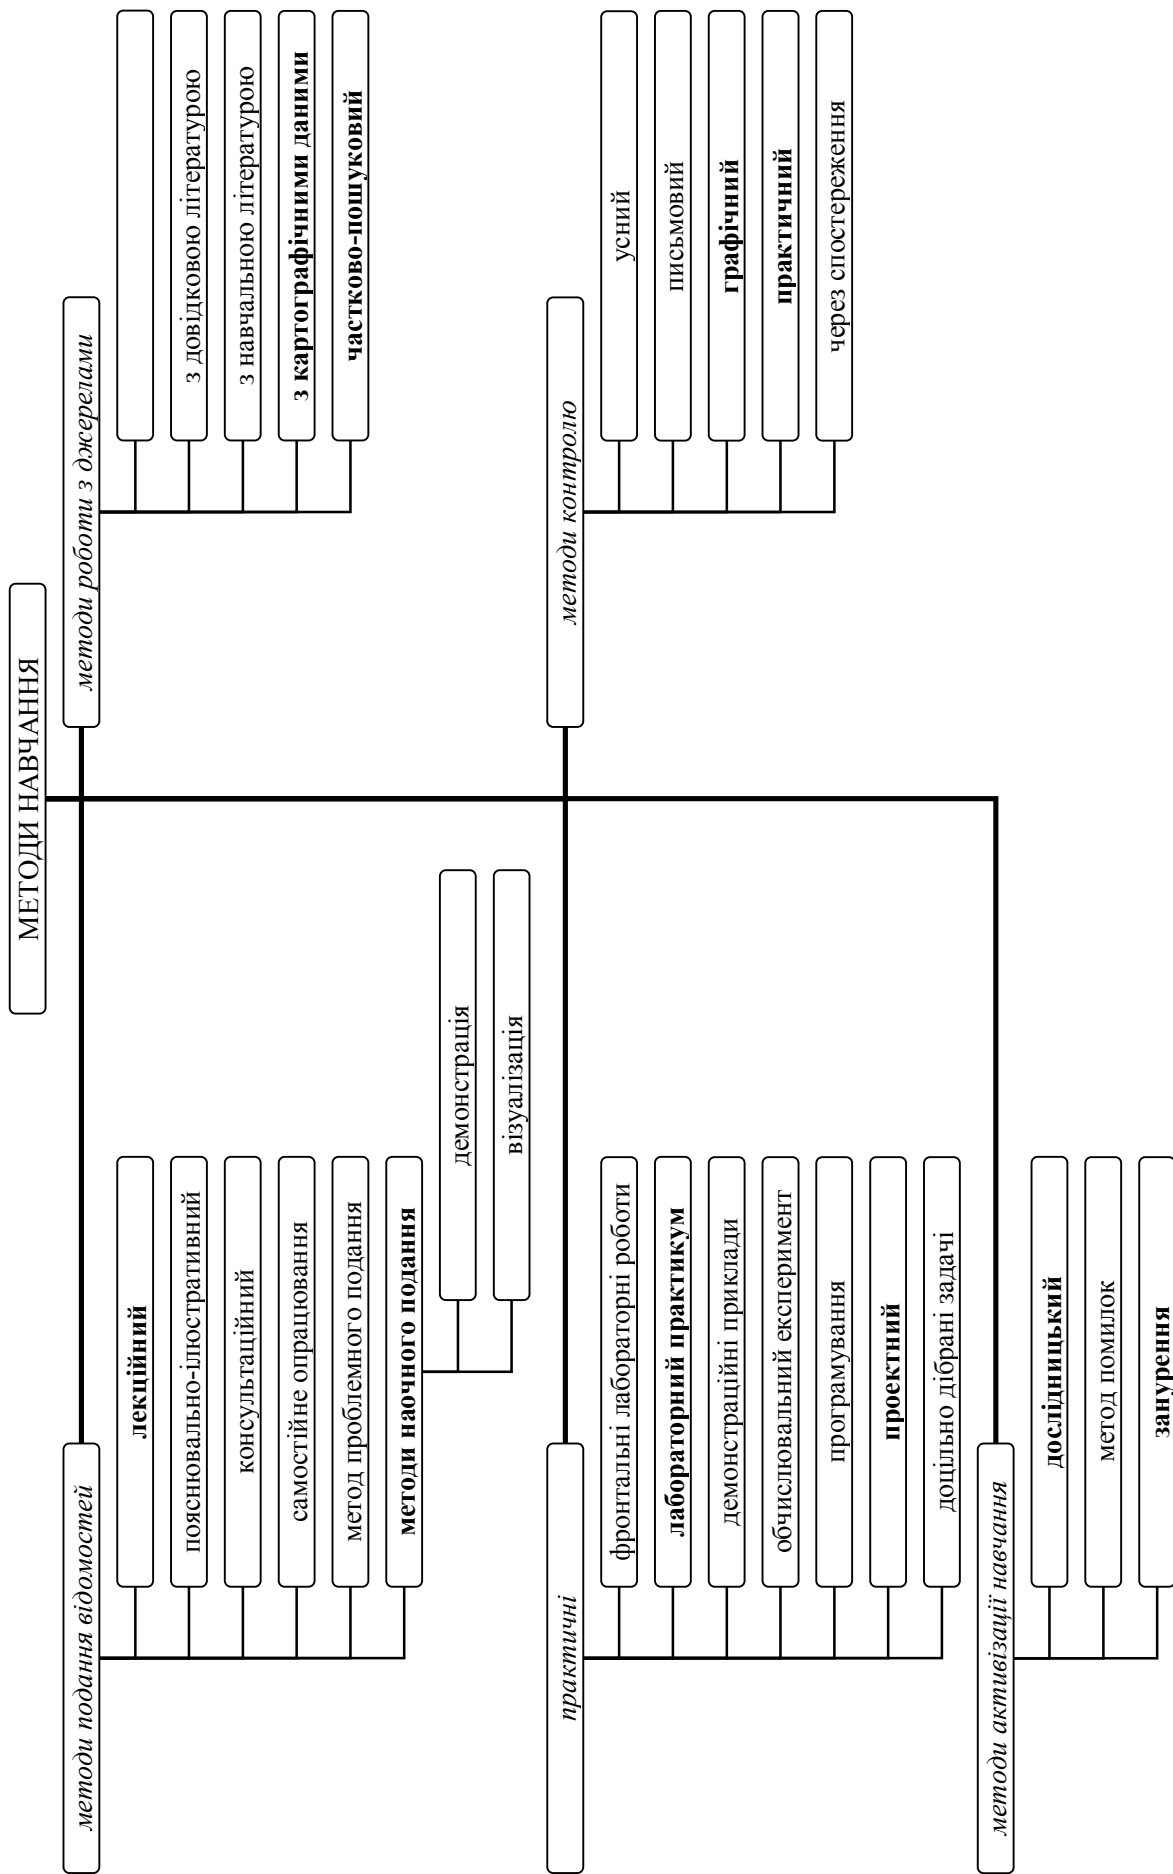 МЕТОДИ НАВЧАННЯ
методи подання відомостей
лекційний
пояснювально-ілюстративний
консультаційний
самостійне опрацювання
метод проблемного подання
методи наочного подання
демонстрація
візуалізація
методи роботи з джерелами
з довідковою літературою
з навчальною літературою
з картографічними даними
частково-пошуковий
практичні
фронтальні лабораторні роботи
лабораторний практикум
демонстраційні приклади
обчислювальний експеримент
програмування
проектний
доцільно дібрані задачі
методи контролю
усний
письмовий
графічний
практичний
через спостереження
методи активізації навчання
дослідницький
метод помилок
занурення